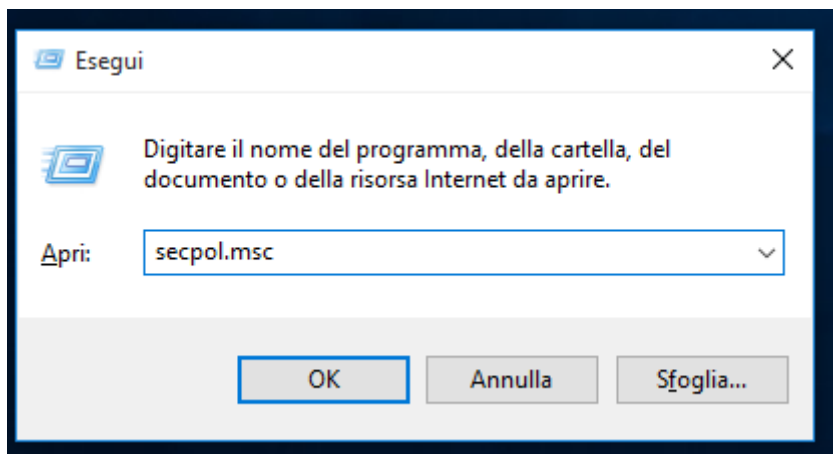 Esegui
Digitare il nome del programma, della cartella, del
documento o della risorsa Internet da aprire.
Apri: secpol.msc
OK Annulla Sfoglia...